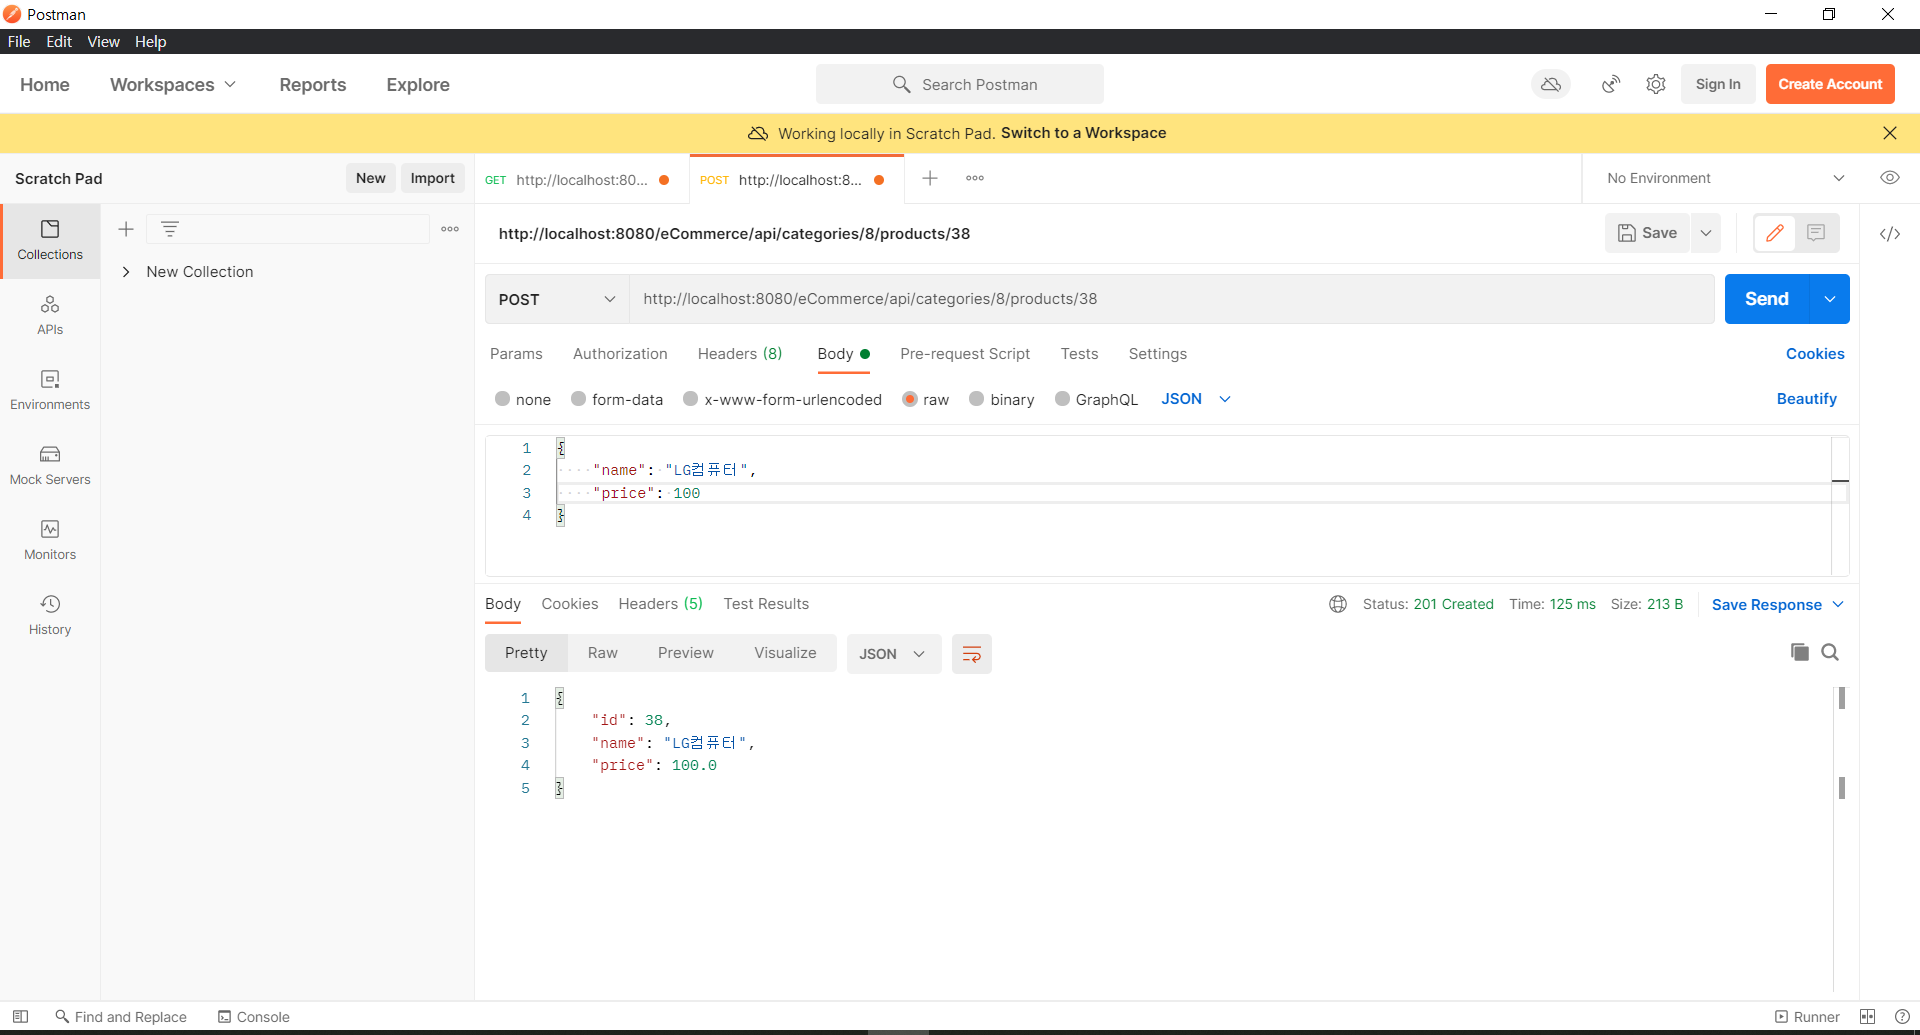 Postman
File Edit View Help
Home Workspaces Reports Explore Search Postman Sign In Create Account
Working locally in Scratch Pad. Switch to a Workspace
Scratch Pad New Import GET http://localhost:80... POST http://localhost:8... No Environment
http://localhost:8080/eCommerce/api/categories/8/products/38 Save
Collections
New Collection
POST http://localhost:8080/eCommerce/api/categories/8/products/38 Send
APIs
Params Authorization Headers (8) Body Pre-request Script Tests Settings Cookies
Environments
none form-data x-www-form-urlencoded raw binary GraphQL JSON Beautify
1 {
2 "name": "LG컴퓨터",
3 "price": 100
4 }
Mock Servers
Monitors
History
Body Cookies Headers (5) Test Results Status: 201 Created Time: 125 ms Size: 213 B Save Response
Pretty Raw Preview Visualize JSON
1 {
2 "id": 38,
3 "name": "LG컴퓨터",
4 "price": 100.0
5 }
Find and Replace Console Runner